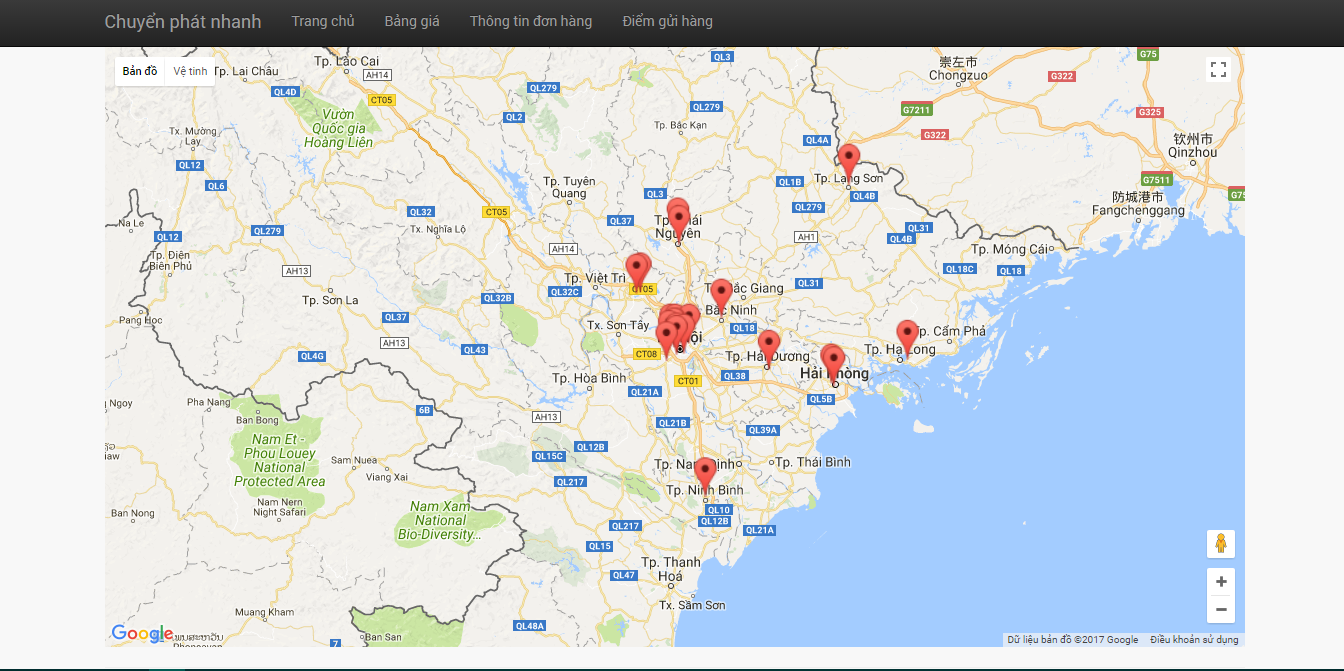 Chuyển phát nhanh Trang chủ Bảng giá Thông tin đơn hàng Điểm gửi hàng
Bản đồ Vệ tinh
Tp. Lai Châu
Tp. Lào Cai
AH14
QL3
G75
崇左市
Chongzuo
G322
QL4D
CT05
QL279
QL279
G7211
G325
Vườn
Quốc gia
Hoàng Liên
QL2
Tp. Bắc Kạn
G322
Tx. Mường
Lay
QL4A
钦州市
Qinzhou
QL12
QL6
Tp. Tuyên
Quang
QL3
QL1B
Tp. Lạng Sơn
QL4B
G7511
防城港市
Fangchenggang
Na Le
QL12
QL279
QL32
CT05
Tx. Nghĩa Lộ
QL37
Nguyên
QL279
QL31
QL4B
AH1
Tp. Móng Cái
Tp. Điện
Biên Phủ
AH13
AH14
QL18C
QL18
Tp. Việt Trì
CT05
QL32C
QL32B
Giang
QL31
Tp. Sơn La
Pang Hoc
QL37
Tx. Sơn Tây
Bắc Ninh
QL18
Tp. Cẩm Phả
AH13
QL43
QL4G
CT08
Tp. Hải Dương
Tp. Hạ Long
Tp. Hòa Bình
CT01
QL38
Hải Phòng
QL21A
QL5B
Ngoy
Pha Nang
6B
Ban Bong
AH13
QL21B
QL39A
Nam Et -
Phou Louey
National
Protected Area
QL12B
QL15C
Sam Nuea
Viang Xai
QL217
Tp. Thái Bình
Tp. Ninh Bình
Nam Nern
Night Safari
Ban Nong
Nam Xam
National
Bio-Diversity...
QL10
QL12B
QL217
QL21A
QL15
Tp. Thanh
Hoá
QL47
Tx. Sầm Sơn
Muang Kham
QL48A
Ban San
7
Google
Dữ liệu bản đồ ©2017 Google Điều khoản sử dụng